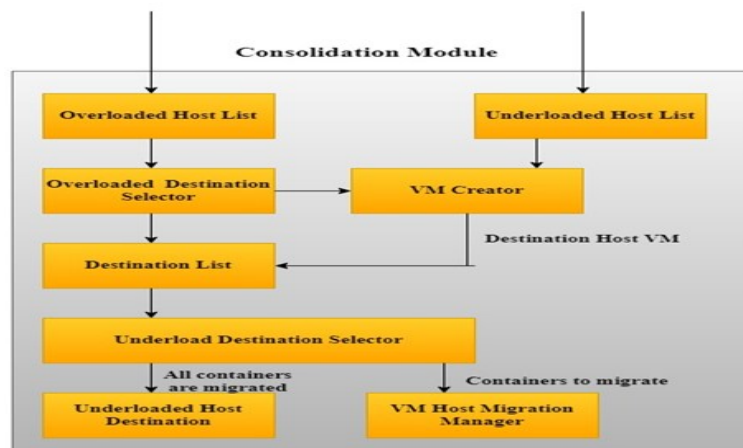 Consolidation Module
Overloaded Host List
Underloaded Host List
Overloaded Destination
Selector
VM Creator
Destination Host VM
Destination List
Underload Destination Selector
All containers
are migrated
Containers to migrate
Underloaded Host
Destination
VM Host Migration
Manager